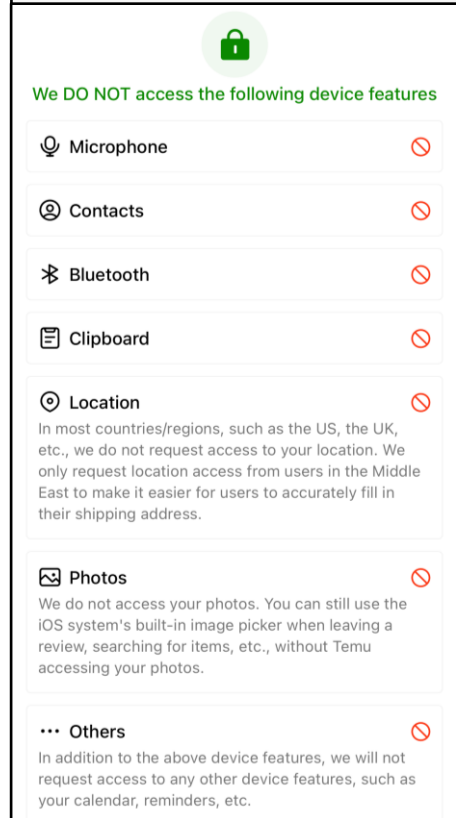 We DO NOT access the following device features
Microphone
Contacts
Bluetooth
Clipboard
Location
In most countries/regions, such as the US, the UK,
etc., we do not request access to your location. We
only request location access from users in the Middle
East to make it easier for users to accurately fill in
their shipping address.
Photos
We do not access your photos. You can still use the
iOS system's built-in image picker when leaving a
review, searching for items, etc., without Temu
accessing your photos.
Others
In addition to the above device features, we will not
request access to any other device features, such as
your calendar, reminders, etc.